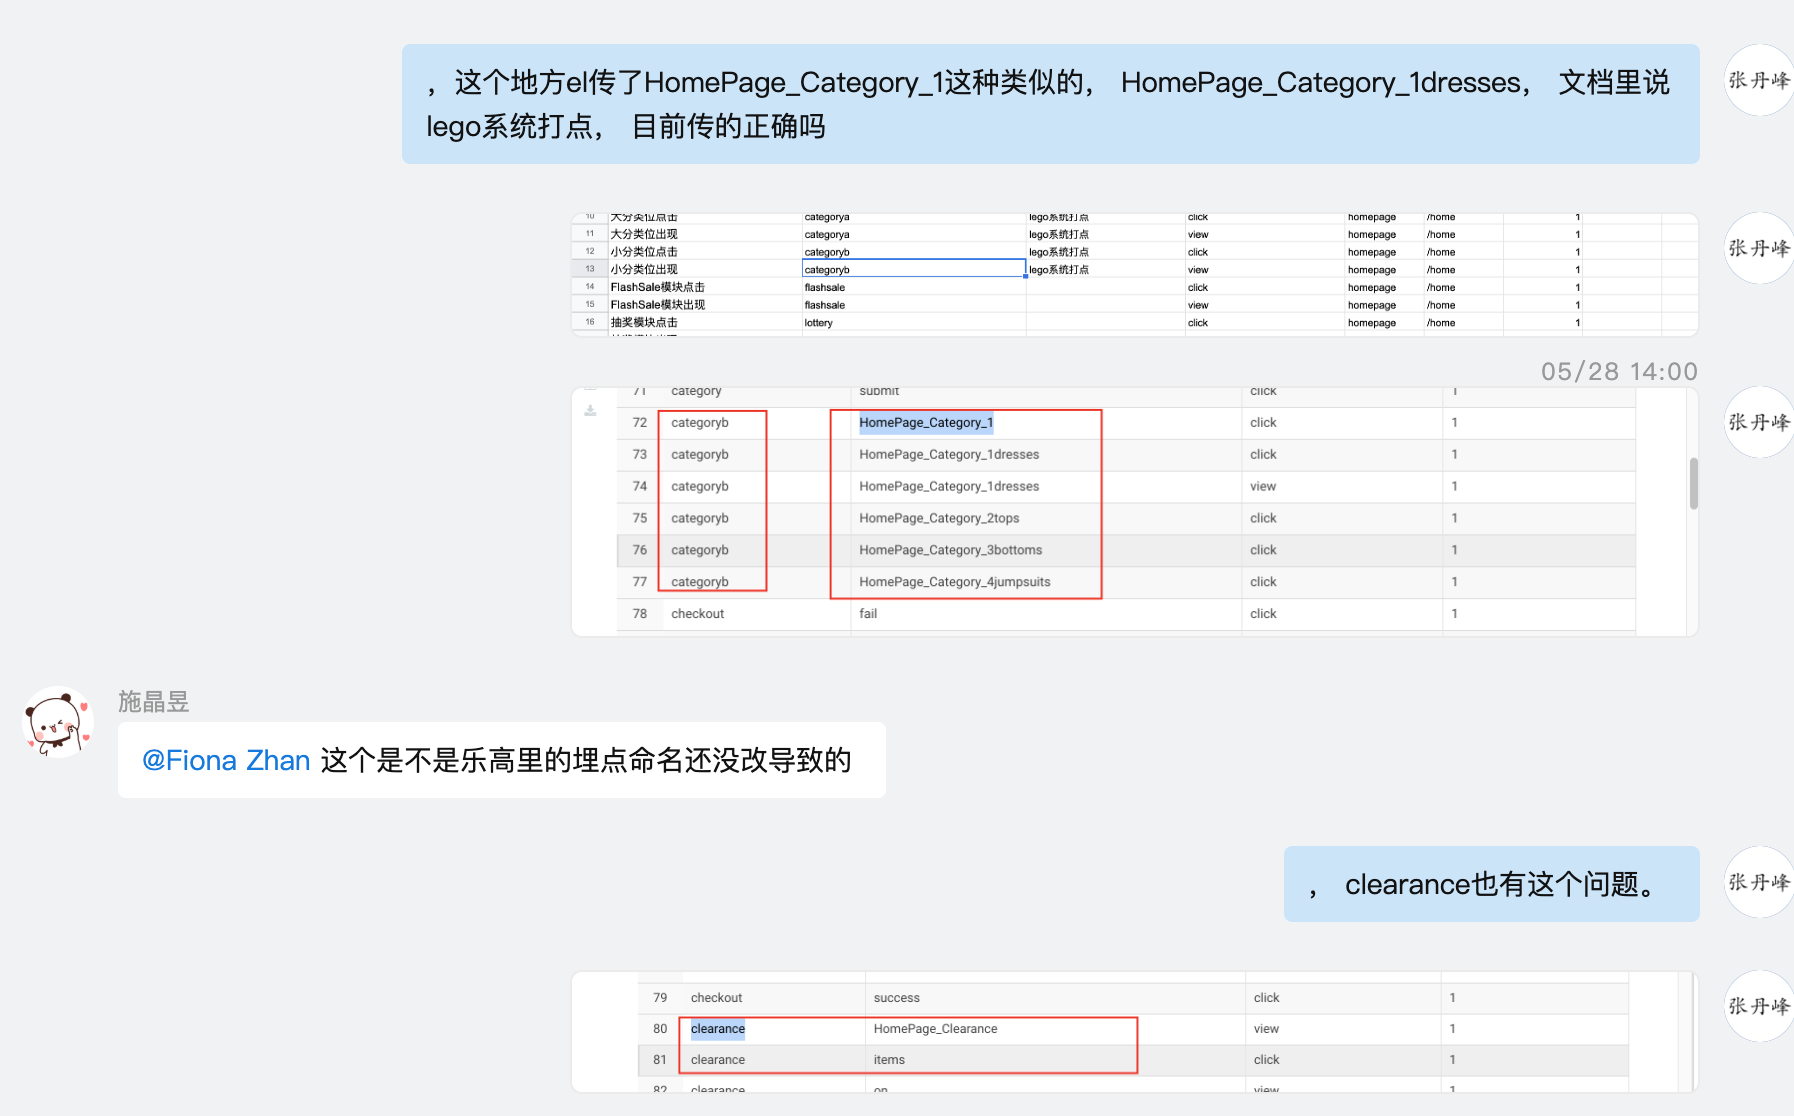 ，这个地方el传了HomePage_Category_1这种类似的， HomePage_Category_1dresses， 文档里说
lego系统打点， 目前传的正确吗
张丹峰
10 大分类位点击 categorya lego系统打点 click homepage /home 1
11 大分类位出现 categorya lego系统打点 view homepage /home 1
12 小分类位点击 categoryb lego系统打点 click homepage /home 1
13 小分类位出现 categoryb lego系统打点 view homepage /home 1
14 FlashSale模块点击 flashsale click homepage /home 1
15 FlashSale模块出现 flashsale view homepage /home 1
16 抽奖模块点击 lottery click homepage /home 1
张丹峰
05/28 14:00
71 category submit click 1
72 categoryb HomePage_Category_1 click 1
73 categoryb HomePage_Category_1dresses click 1
74 categoryb HomePage_Category_1dresses view 1
75 categoryb HomePage_Category_2tops click 1
76 categoryb HomePage_Category_3bottoms click 1
77 categoryb HomePage_Category_4jumpsuits click 1
78 checkout fail click 1
张丹峰
施晶昱
@Fiona Zhan 这个是不是乐高里的埋点命名还没改导致的
， clearance也有这个问题。
张丹峰
79 checkout success click 1
80 clearance HomePage_Clearance view 1
81 clearance items click 1
82 clearance on view 1
张丹峰